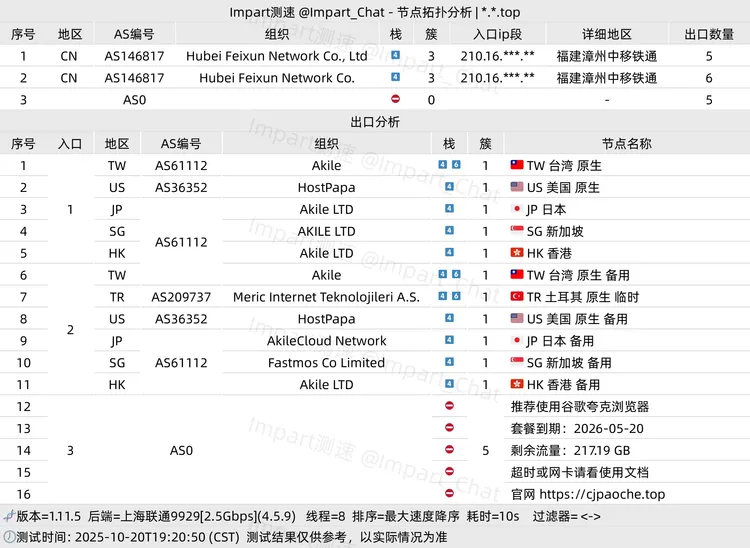 Impart测速 @Impart_Chat - 节点拓扑分析 | *.*.top
序号 地区 AS编号 组织 栈 簇 入口ip段 详细地区 出口数量
1 CN AS146817 Hubei Feixun Network Co., Ltd 4 3 210.16.***.** 福建漳州中移铁通 5
2 CN AS146817 Hubei Feixun Network Co. 4 3 210.16.***.** 福建漳州中移铁通 6
3 AS0 0 - 5
出口分析
序号 入口 地区 AS编号 组织 栈 簇 节点名称
1 TW AS61112 Akile 4 6 1 TW 台湾 原生
2 US AS36352 HostPapa 4 1 US 美国 原生
3 1 JP Akile LTD 4 1 JP 日本
4 SG AS61112 AKILE LTD 4 1 SG 新加坡
5 HK Akile LTD 4 1 HK 香港
6 TW Akile 4 6 1 TW 台湾 原生 备用
7 TR AS209737 Meric Internet Teknolojileri A.S. 4 6 1 TR 土耳其 原生 临时
8 2 US AS36352 HostPapa 4 1 US 美国 原生 备用
9 JP AkileCloud Network 4 1 JP 日本 备用
10 SG AS61112 Fastmos Co Limited 4 1 SG 新加坡 备用
11 HK Akile LTD 4 1 HK 香港 备用
12 推荐使用谷歌夸克浏览器
13 套餐到期：2026-05-20
14 3 AS0 5 剩余流量：217.19 GB
15 超时或网卡请看使用文档
16 官网 https://cjpaoche.top
版本=1.11.5 后端=上海联通9929[2.5Gbps](4.5.9) 线程=8 排序=最大速度降序 耗时=10s 过滤器= <->
测试时间: 2025-10-20T19:20:50 (CST) 测试结果仅供参考，以实际情况为准